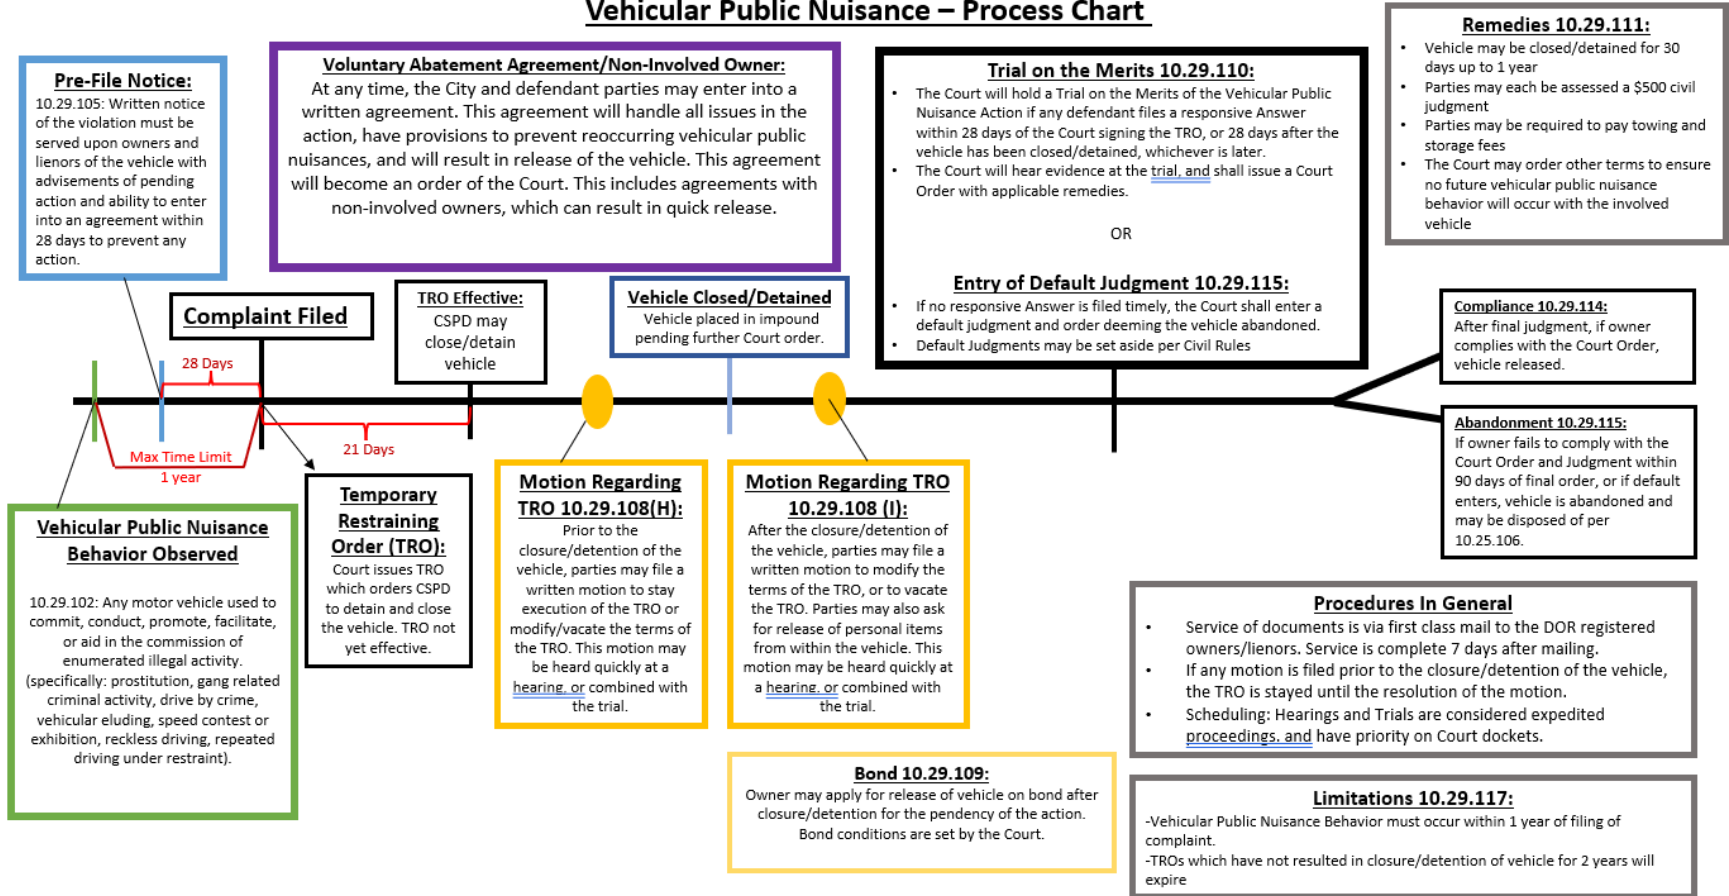 Vehicular Public Nuisance – Process Chart
Pre-File Notice:
10.29.105: Written notice
of the violation must be
served upon owners and
lienors of the vehicle with
advisements of pending
action and ability to enter
into an agreement within
28 days to prevent any
action.
Voluntary Abatement Agreement/Non-Involved Owner:
At any time, the City and defendant parties may enter into a
written agreement. This agreement will handle all issues in the
action, have provisions to prevent reoccurring vehicular public
nuisances, and will result in release of the vehicle. This agreement
will become an order of the Court. This includes agreements with
non-involved owners, which can result in quick release.
Trial on the Merits 10.29.110:
• The Court will hold a Trial on the Merits of the Vehicular Public
Nuisance Action if any defendant files a responsive Answer
within 28 days of the Court signing the TRO, or 28 days after the
vehicle has been closed/detained, whichever is later.
• The Court will hear evidence at the trial, and shall issue a Court
Order with applicable remedies.
OR
Entry of Default Judgment 10.29.115:
• If no responsive Answer is filed timely, the Court shall enter a
default judgment and order deeming the vehicle abandoned.
• Default Judgments may be set aside per Civil Rules
Remedies 10.29.111:
• Vehicle may be closed/detained for 30
days up to 1 year
• Parties may each be assessed a $500 civil
judgment
• Parties may be required to pay towing and
storage fees
• The Court may order other terms to ensure
no future vehicular public nuisance
behavior will occur with the involved
vehicle
Complaint Filed
TRO Effective:
CSPD may
close/detain
vehicle
Vehicle Closed/Detained
Vehicle placed in impound
pending further Court order.
Compliance 10.29.114:
After final judgment, if owner
complies with the Court Order,
vehicle released.
28 Days
21 Days
Max Time Limit
1 year
Abandonment 10.29.115:
If owner fails to comply with the
Court Order and Judgment within
90 days of final order, or if default
enters, vehicle is abandoned and
may be disposed of per
10.25.106.
Vehicular Public Nuisance
Behavior Observed
10.29.102: Any motor vehicle used to
commit, conduct, promote, facilitate,
or aid in the commission of
enumerated illegal activity.
(specifically: prostitution, gang related
criminal activity, drive by crime,
vehicular eluding, speed contest or
exhibition, reckless driving, repeated
driving under restraint).
Temporary
Restraining
Order (TRO):
Court issues TRO
which orders CSPD
to detain and close
the vehicle. TRO not
yet effective.
Motion Regarding
TRO 10.29.108(H):
Prior to the
closure/detention of the
vehicle, parties may file a
written motion to stay
execution of the TRO or
modify/vacate the terms of
the TRO. This motion may
be heard quickly at a
hearing, or combined with
the trial.
Motion Regarding TRO
10.29.108 (I):
After the closure/detention of
the vehicle, parties may file a
written motion to modify the
terms of the TRO, or to vacate
the TRO. Parties may also ask
for release of personal items
from within the vehicle. This
motion may be heard quickly at
a hearing, or combined with
the trial.
Bond 10.29.109:
Owner may apply for release of vehicle on bond after
closure/detention for the pendency of the action.
Bond conditions are set by the Court.
Procedures In General
• Service of documents is via first class mail to the DOR registered
owners/lienors. Service is complete 7 days after mailing.
• If any motion is filed prior to the closure/detention of the vehicle,
the TRO is stayed until the resolution of the motion.
• Scheduling: Hearings and Trials are considered expedited
proceedings, and have priority on Court dockets.
Limitations 10.29.117:
-Vehicular Public Nuisance Behavior must occur within 1 year of filing of
complaint.
-TROs which have not resulted in closure/detention of vehicle for 2 years will
expire